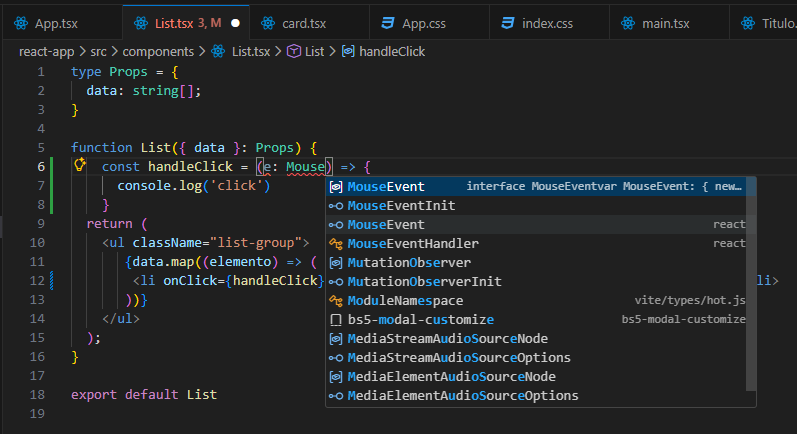 App.tsx List.tsx 3, M card.tsx App.css index.css main.tsx Titulo.
react-app > src > components > List.tsx > List > handleClick
1 type Props = {
2 data: string[];
3 }
4
5 function List({ data }: Props) {
6 const handleClick = (e: Mouse) => {
7 console.log('click')
8 }
9 return (
10 <ul className="list-group">
11 {data.map((elemento) => (
12 <li onClick={handleClick} li>
13 ))}
14 </ul>
15 );
16 }
17
18 export default List
19
MouseEvent interface MouseEventvar MouseEvent: { new…
MouseEventInit
MouseEvent react
MouseEventHandler react
MutationObserver
MutationObserverInit
ModuleNamespace vite/types/hot.js
bs5-modal-customize bs5-modal-customize
MediaStreamAudioSourceNode
MediaStreamAudioSourceOptions
MediaElementAudioSourceNode
MediaElementAudioSourceOptions